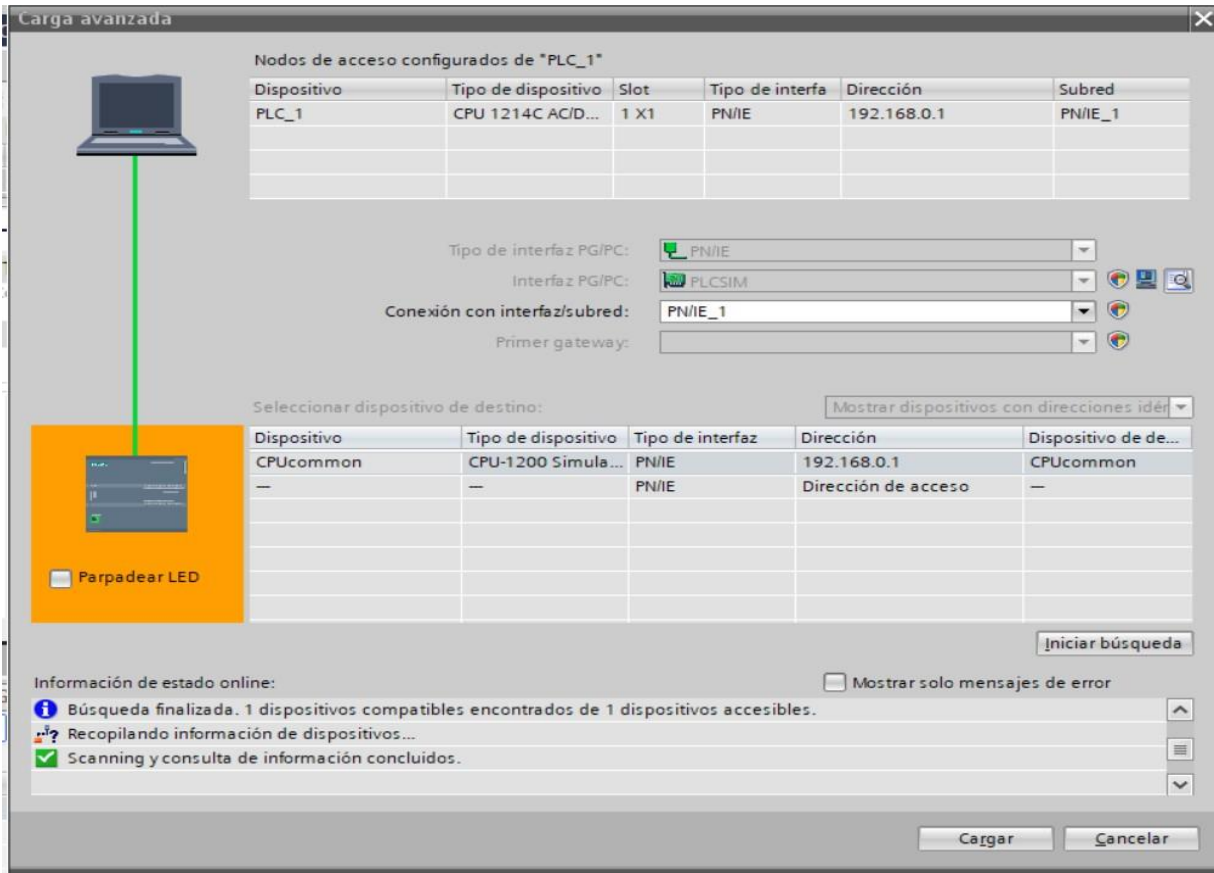 Carga avanzada
Nodos de acceso configurados de "PLC_1"
Dispositivo Tipo de dispositivo Slot Tipo de interfa Dirección Subred
PLC_1 CPU 1214C AC/D... 1 X1 PN/IE 192.168.0.1 PN/IE_1
Tipo de interfaz PG/PC: PN/IE
Interfaz PG/PC: PLCSIM
Conexión con interfaz/subred: PN/IE_1
Primer gateway:
Seleccionar dispositivo de destino: Mostrar dispositivos con direcciones idér
Dispositivo Tipo de dispositivo Tipo de interfaz Dirección Dispositivo de de...
CPUcommon CPU-1200 Simula... PN/IE 192.168.0.1 CPUcommon
— — PN/IE Dirección de acceso —
Parpadear LED
Iniciar búsqueda
Información de estado online: Mostrar solo mensajes de error
Búsqueda finalizada. 1 dispositivos compatibles encontrados de 1 dispositivos accesibles.
Recopilando información de dispositivos...
Scanning y consulta de información concluidos.
Cargar Cancelar